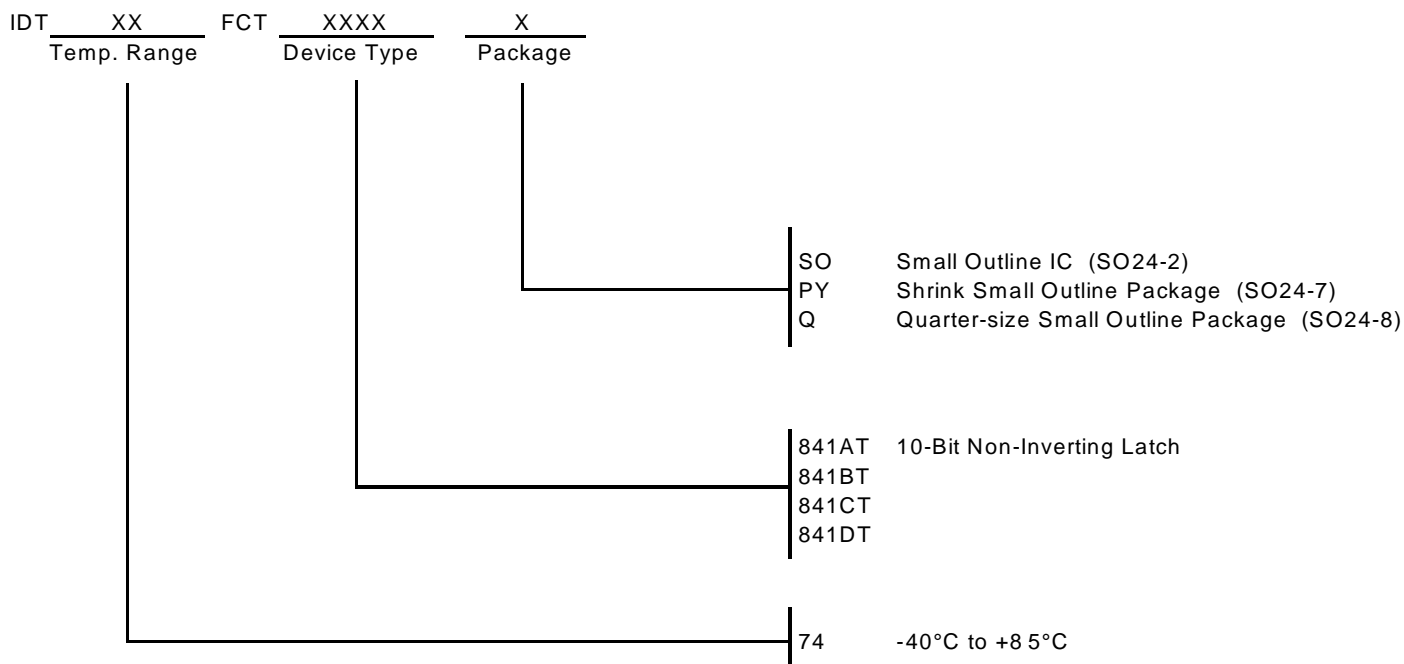 IDT XX FCT XXXX X
Temp. Range Device Type Package
SO Small Outline IC (SO24-2)
PY Shrink Small Outline Package (SO24-7)
Q Quarter-size Small Outline Package (SO24-8)
841AT 10-Bit Non-Inverting Latch
841BT
841CT
841DT
74 -40°C to +8 5°C